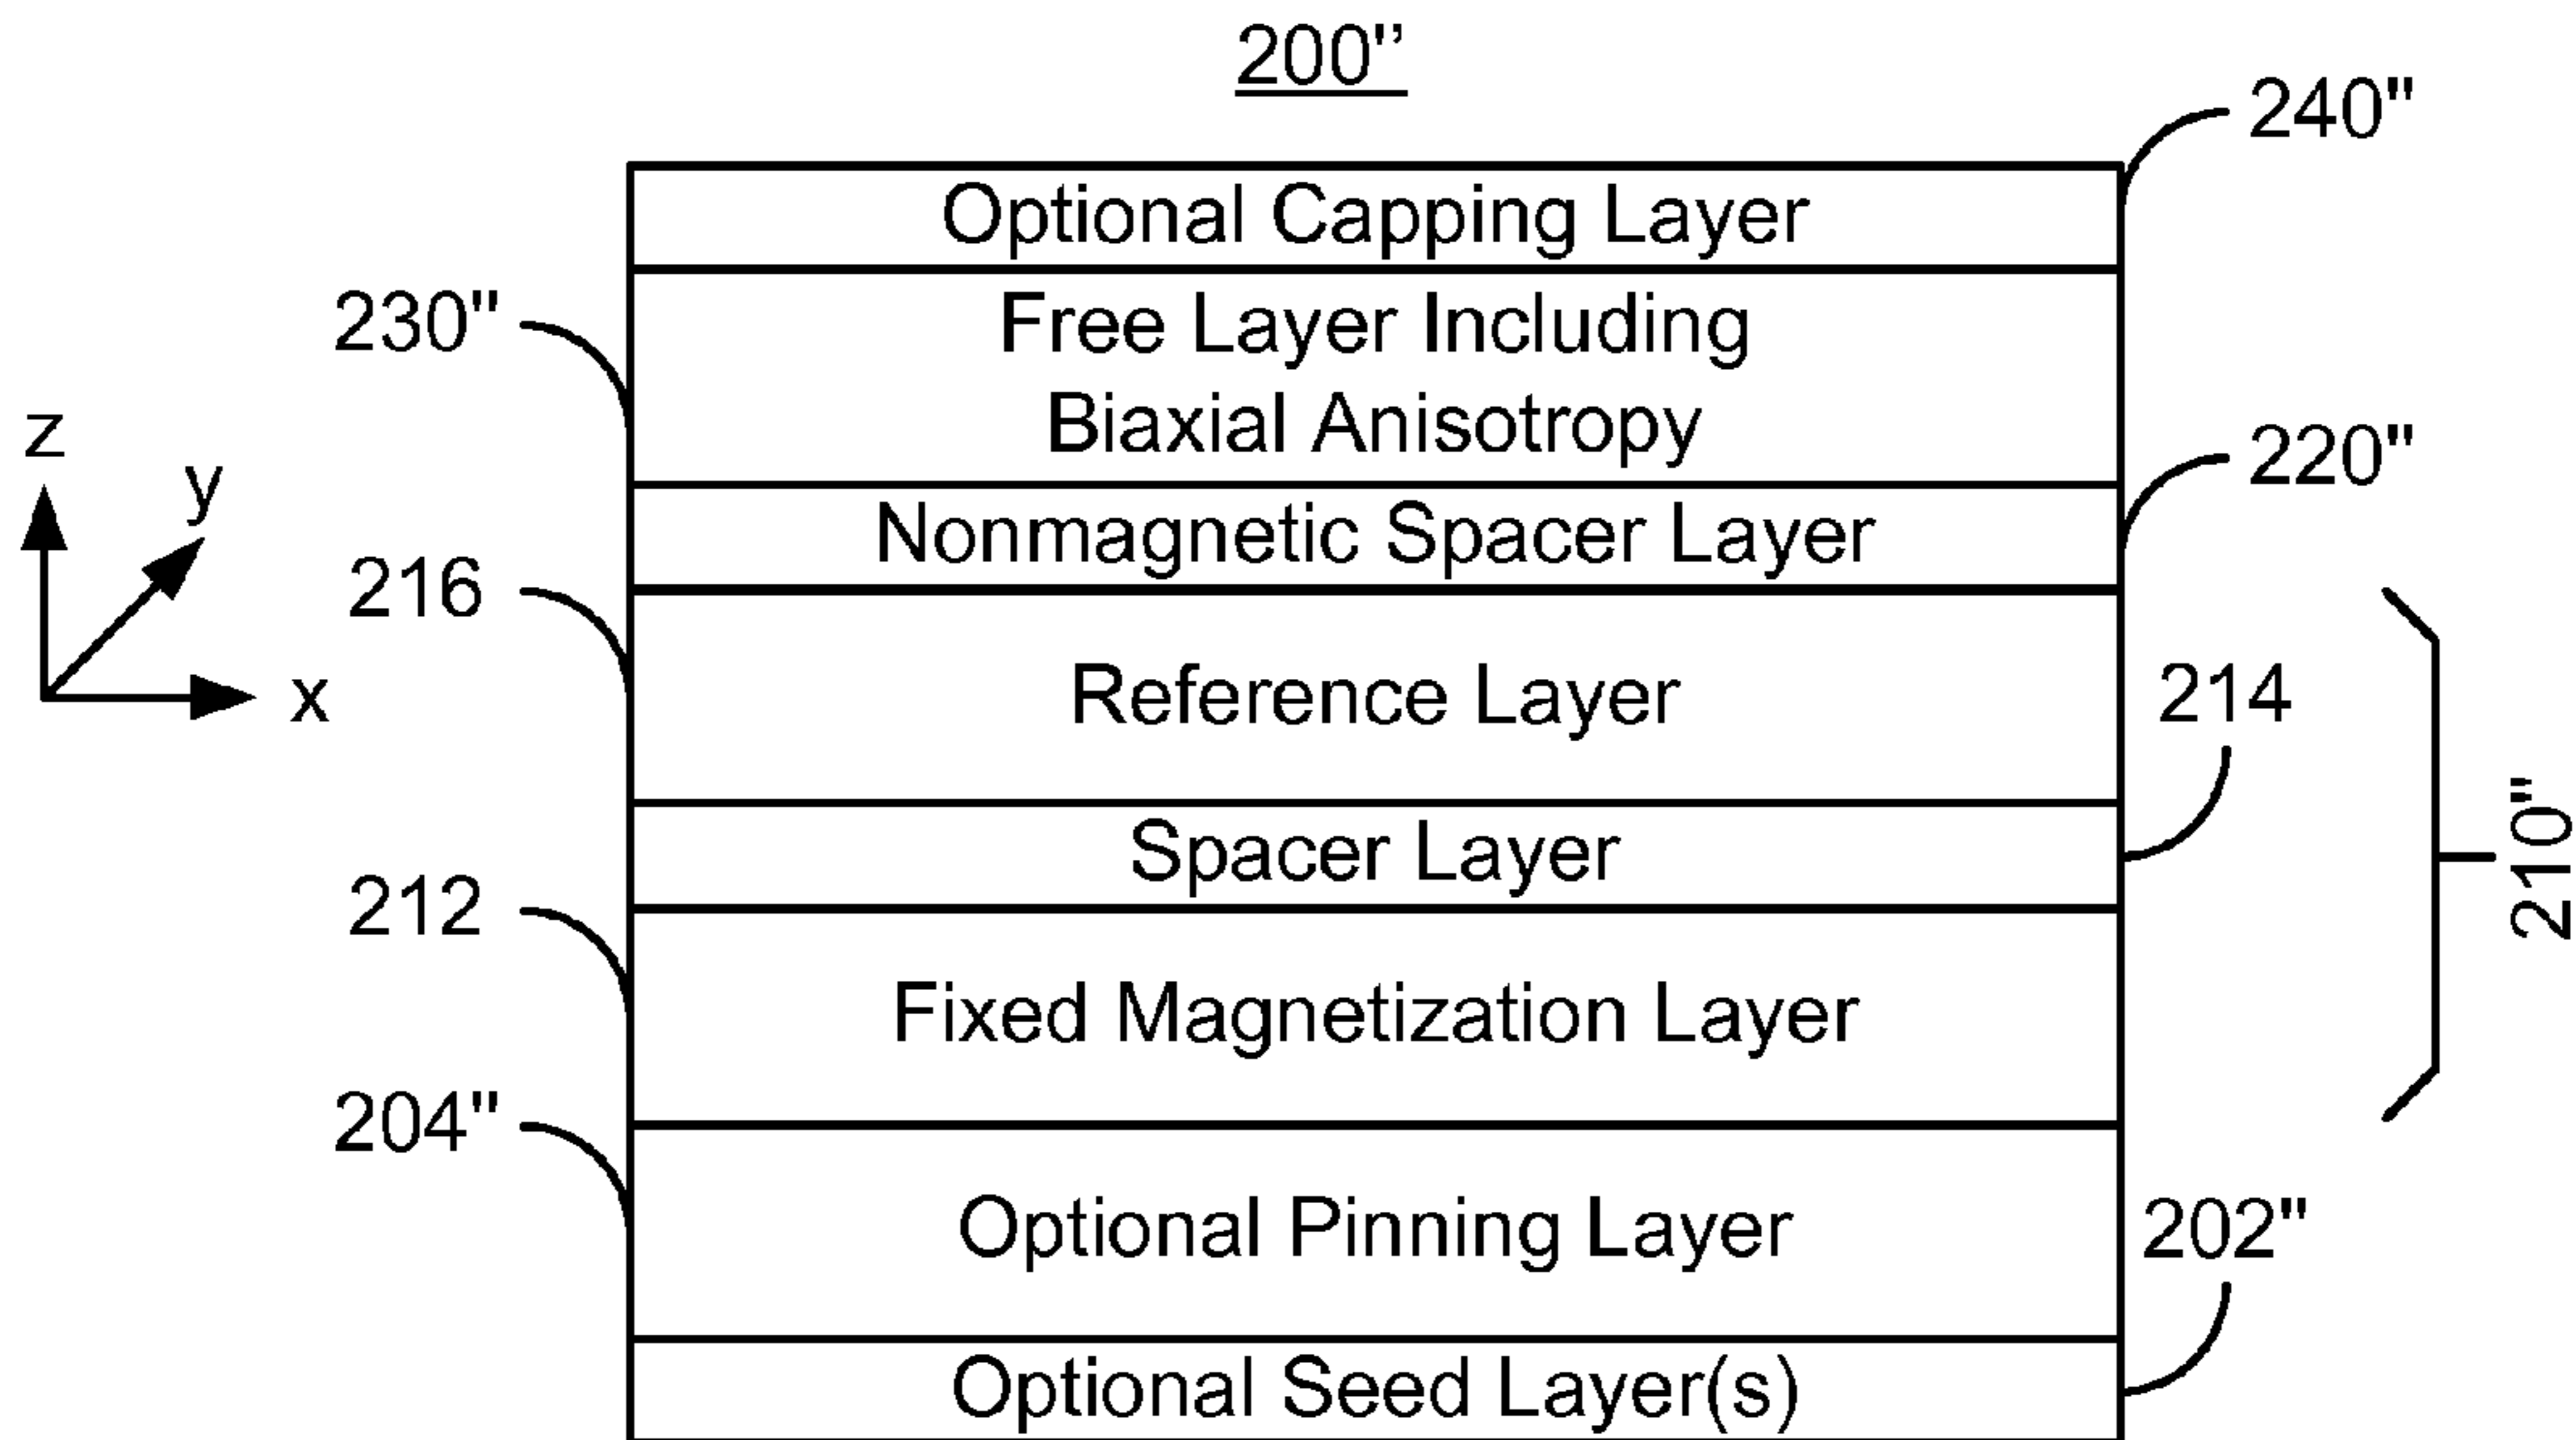 200"
240"
Optional Capping Layer
230"
Free Layer Including
Biaxial Anisotropy
z
y
x
220"
Nonmagnetic Spacer Layer
216
Reference Layer
214
Spacer Layer
210"
212
Fixed Magnetization Layer
204"
Optional Pinning Layer
202"
Optional Seed Layer(s)